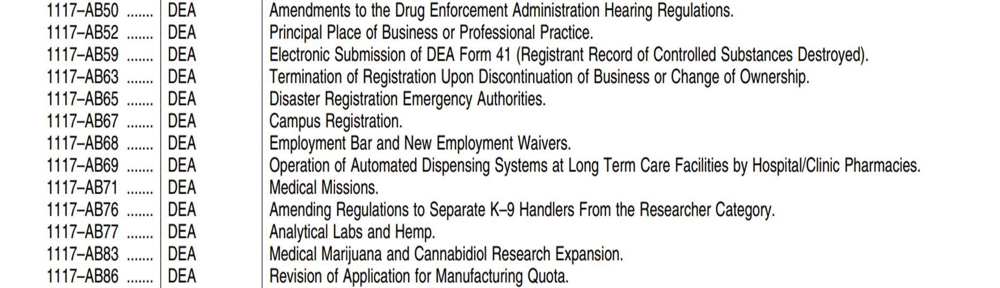 1117–AB50 ....... DEA Amendments to the Drug Enforcement Administration Hearing Regulations.
1117–AB52 ....... DEA Principal Place of Business or Professional Practice.
1117–AB59 ....... DEA Electronic Submission of DEA Form 41 (Registrant Record of Controlled Substances Destroyed).
1117–AB63 ....... DEA Termination of Registration Upon Discontinuation of Business or Change of Ownership.
1117–AB65 ....... DEA Disaster Registration Emergency Authorities.
1117–AB67 ....... DEA Campus Registration.
1117–AB68 ....... DEA Employment Bar and New Employment Waivers.
1117–AB69 ....... DEA Operation of Automated Dispensing Systems at Long Term Care Facilities by Hospital/Clinic Pharmacies.
1117–AB71 ....... DEA Medical Missions.
1117–AB76 ....... DEA Amending Regulations to Separate K–9 Handlers From the Researcher Category.
1117–AB77 ....... DEA Analytical Labs and Hemp.
1117–AB83 ....... DEA Medical Marijuana and Cannabidiol Research Expansion.
1117–AB86 ....... DEA Revision of Application for Manufacturing Quota.